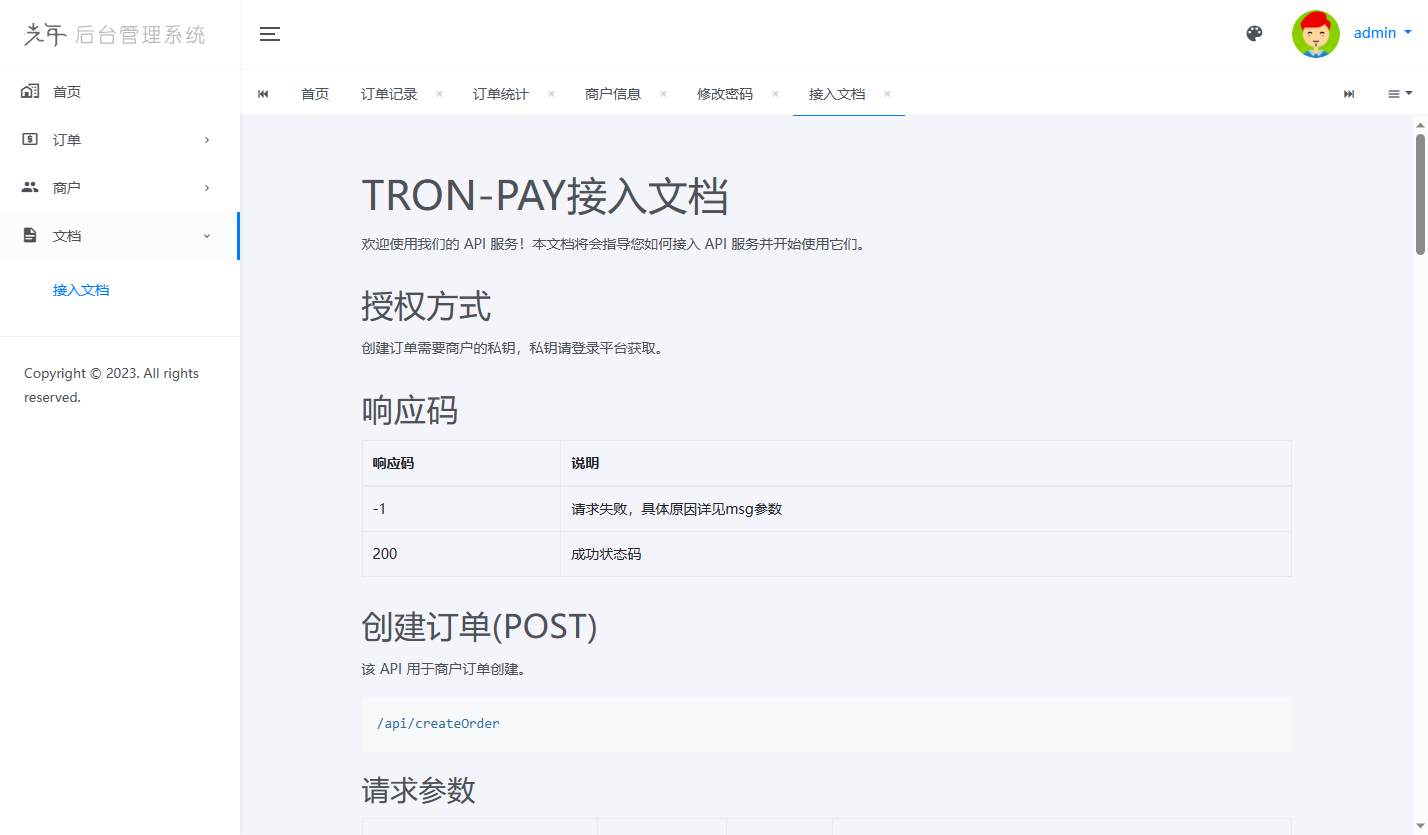 光年 后台管理系统
admin
首页
订单记录 ×
订单统计 ×
商户信息 ×
修改密码 ×
接入文档 ×
首页
订单
商户
文档
接入文档
Copyright © 2023. All rights
reserved.
TRON-PAY接入文档
欢迎使用我们的 API 服务！本文档将会指导您如何接入 API 服务并开始使用它们。
授权方式
创建订单需要商户的私钥，私钥请登录平台获取。
响应码
响应码 说明
-1 请求失败，具体原因详见msg参数
200 成功状态码
创建订单(POST)
该 API 用于商户订单创建。
/api/createOrder
请求参数